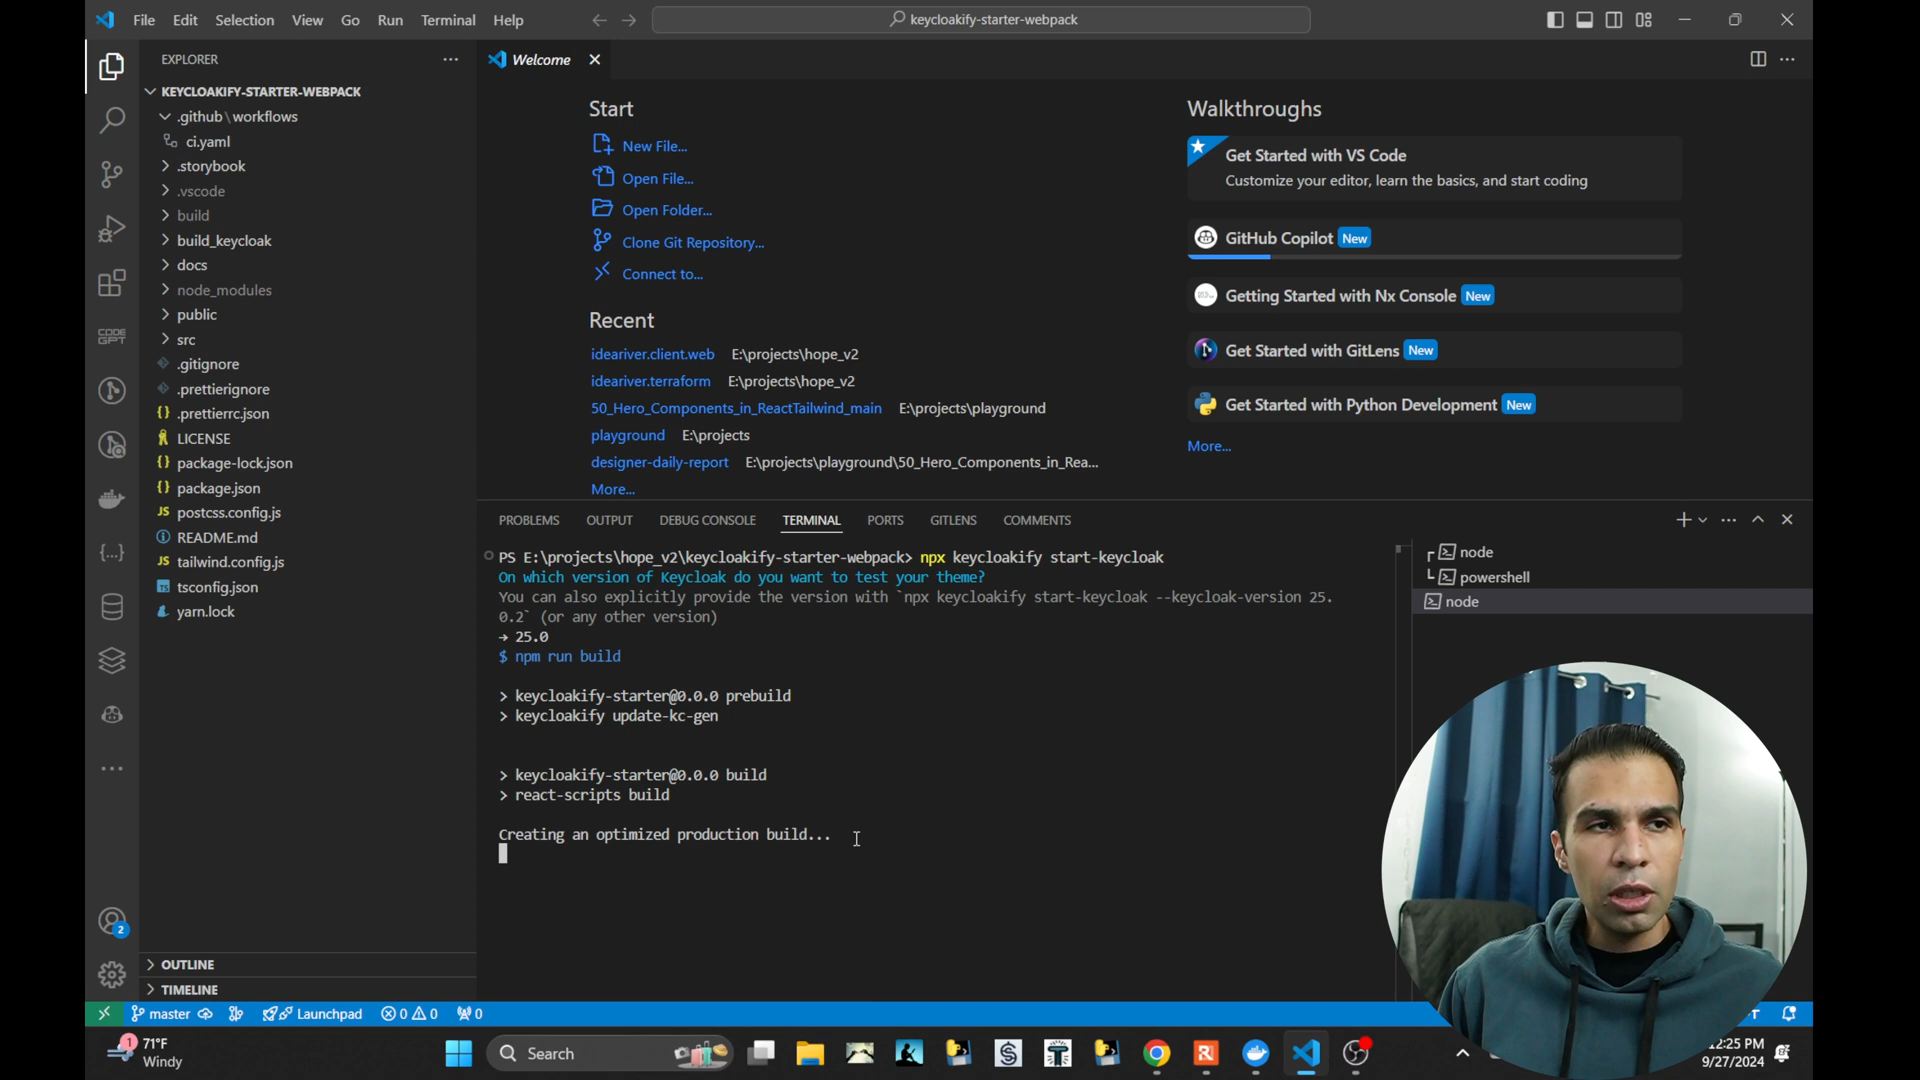 File Edit Selection View Go Run Terminal Help
keycloakify-starter-webpack
EXPLORER
Welcome
KEYCLOAKIFY-STARTER-WEBPACK
.github\workflows
ci.yaml
.storybook
.vscode
build
build_keycloak
docs
node_modules
public
src
.gitignore
.prettierignore
.prettierrc.json
LICENSE
package-lock.json
package.json
postcss.config.js
README.md
tailwind.config.js
tsconfig.json
yarn.lock
CODE
GPT
2
OUTLINE
TIMELINE
Start
New File...
Open File...
Open Folder...
Clone Git Repository...
Connect to...
Recent
ideariver.client.web E:\projects\hope_v2
ideariver.terraform E:\projects\hope_v2
50_Hero_Components_in_ReactTailwind_main E:\projects\playground
playground E:\projects
designer-daily-report E:\projects\playground\50_Hero_Components_in_Rea...
More...
Walkthroughs
Get Started with VS Code
Customize your editor, learn the basics, and start coding
GitHub Copilot New
Getting Started with Nx Console New
Get Started with GitLens New
Get Started with Python Development New
More...
PROBLEMS OUTPUT DEBUG CONSOLE TERMINAL PORTS GITLENS COMMENTS
PS E:\projects\hope_v2\keycloakify-starter-webpack> npx keycloakify start-keycloak
On which version of Keycloak do you want to test your theme?
You can also explicitly provide the version with `npx keycloakify start-keycloak --keycloak-version 25.
0.2` (or any other version)
→ 25.0
$ npm run build
> keycloakify-starter@0.0.0 prebuild
> keycloakify update-kc-gen
> keycloakify-starter@0.0.0 build
> react-scripts build
Creating an optimized production build...
node
powershell
node
master Launchpad 0 0 0
1
71°F
Windy
Search
12:25 PM
9/27/2024